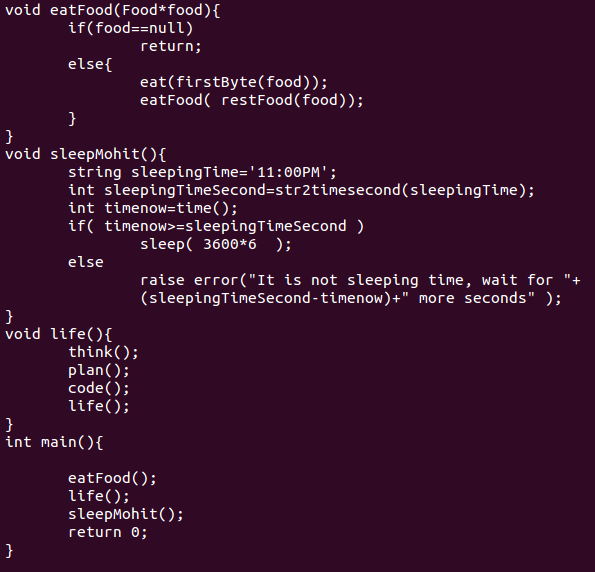 void eatFood(Food*food){
if(food==null)
return;
else{
eat(firstByte(food));
eatFood( restFood(food));
}
}
void sleepMohit(){
string sleepingTime='11:00PM';
int sleepingTimeSecond=str2timesecond(sleepingTime);
int timenow=time();
if( timenow>=sleepingTimeSecond )
sleep( 3600*6  );
else
raise error("It is not sleeping time, wait for "+
(sleepingTimeSecond-timenow)+" more seconds" );
}
void life(){
think();
plan();
code();
life();
}
int main(){
eatFood();
life();
sleepMohit();
return 0;
}